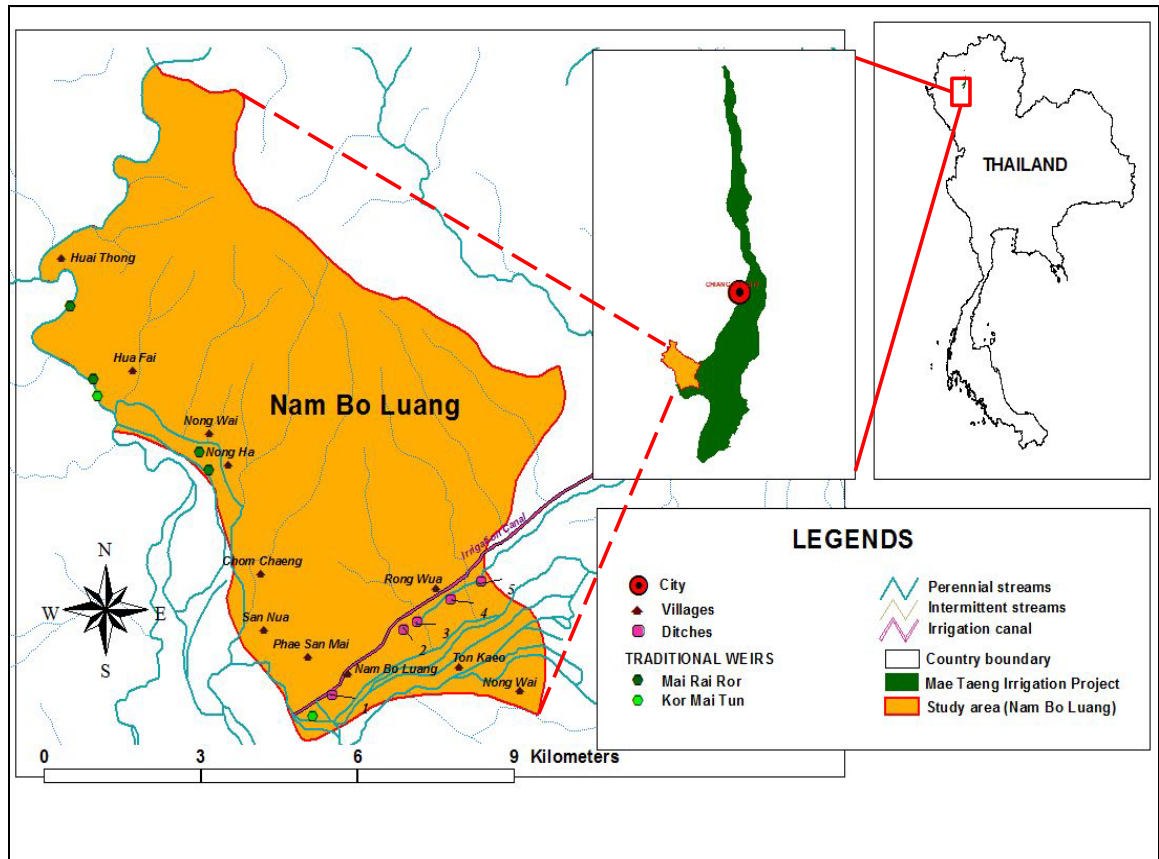 THAILAND
CHIANG
Huai Thong
Hua Fai
Nam Bo Luang
Nong Wai
Nong Ha
Irrigation Canal
Chom Chaeng
Rong Wua
5
4
San Nua
3
2
Phae San Mai
Ton Kaeo
Nam Bo Luang
Nong Wai
1
N
W E
S
0 3 6 9 Kilometers
LEGENDS
City
Villages
Ditches
TRADITIONAL WEIRS
Mai Rai Ror
Kor Mai Tun
Perennial streams
Intermittent streams
Irrigation canal
Country boundary
Mae Taeng Irrigation Project
Study area (Nam Bo Luang)